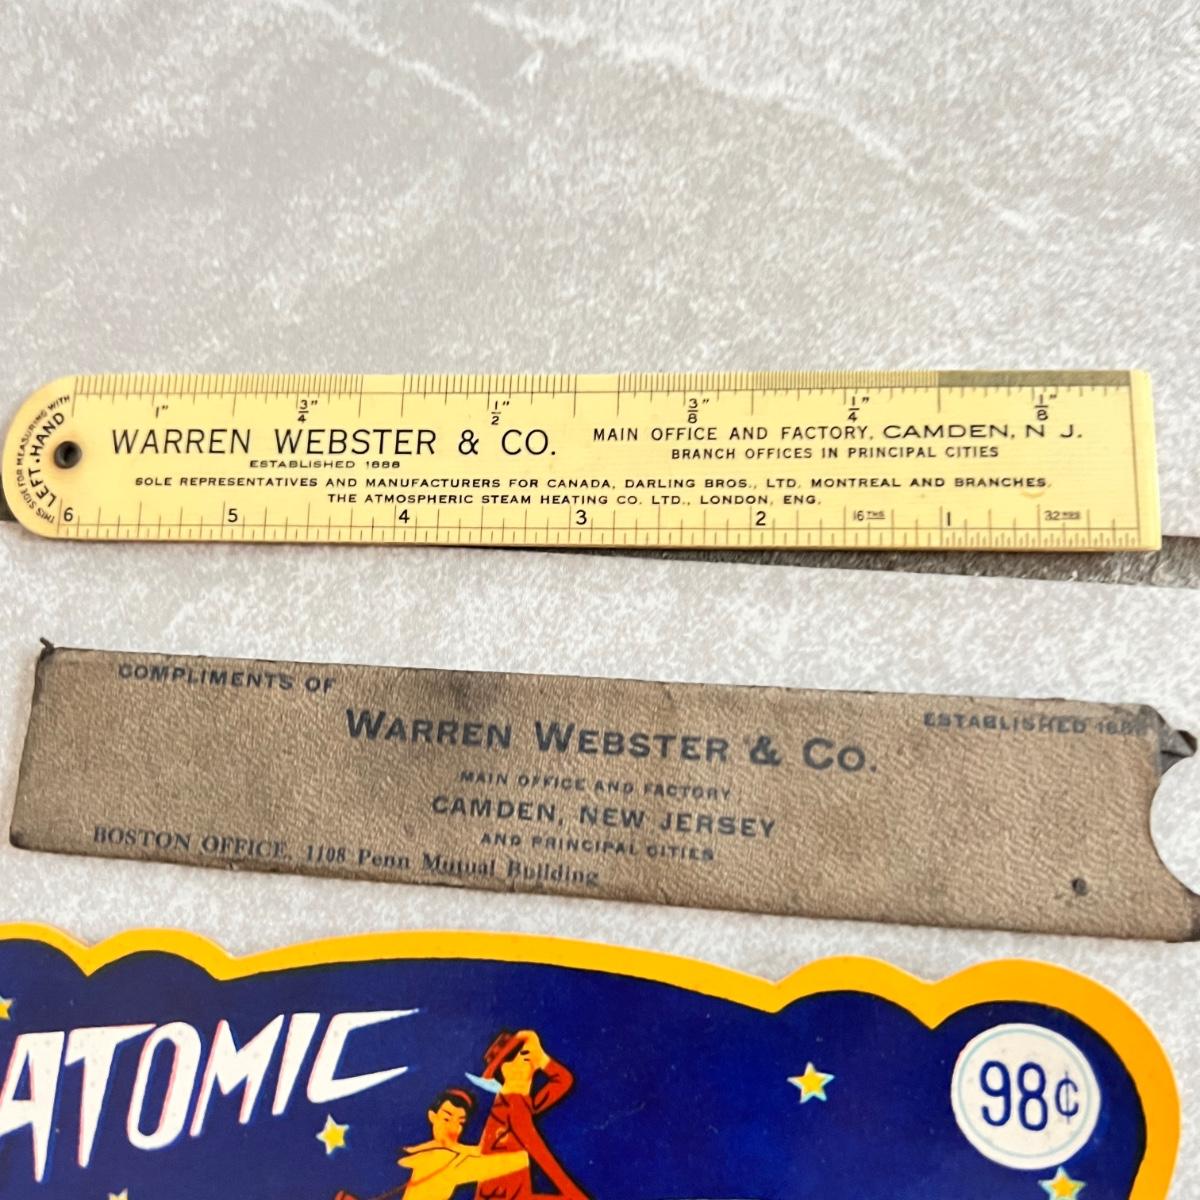 1" 3/4" 1/2" 3/8" 1/4" 1/8"
THIS SIDE FOR MEASURING WITH
LEFT-HAND
WARREN WEBSTER & CO.
ESTABLISHED 1888
MAIN OFFICE AND FACTORY, CAMDEN, N J.
BRANCH OFFICES IN PRINCIPAL CITIES
SOLE REPRESENTATIVES AND MANUFACTURERS FOR CANADA, DARLING BROS., LTD. MONTREAL AND BRANCHES.
THE ATMOSPHERIC STEAM HEATING CO. LTD., LONDON, ENG.
6 5 4 3 2 16THS 1 32NDS
COMPLIMENTS OF
ESTABLISHED 1888
WARREN WEBSTER & CO.
MAIN OFFICE AND FACTORY
CAMDEN, NEW JERSEY
AND PRINCIPAL CITIES
BOSTON OFFICE, 1108 Penn Mutual Building
ATOMIC
98¢